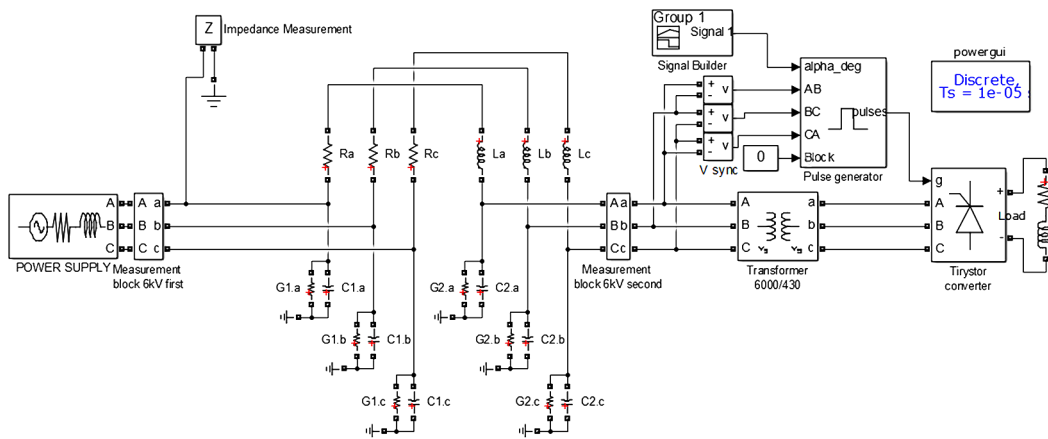 Z
Impedance Measurement
Group 1
Signal 1
Signal Builder
powergui
Discrete,
Ts = 1e-05 s
alpha_deg
AB
BC
CA
Block
pulses
Pulse generator
+
-
v
+
-
v
+
-
v
V sync
0
Ra
Rb
Rc
La
Lb
Lc
A
B
C
POWER SUPPLY
A
B
C
a
b
c
Measurement
block 6kV first
G1.a
C1.a
G1.b
C1.b
G1.c
C1.c
G2.a
C2.a
G2.b
C2.b
G2.c
C2.c
A
B
C
a
b
c
Measurement
block 6kV second
A
B
C
a
b
c
Yg
Yg
Transformer
6000/430
g
A
B
C
+
-
Tirystor
converter
Load